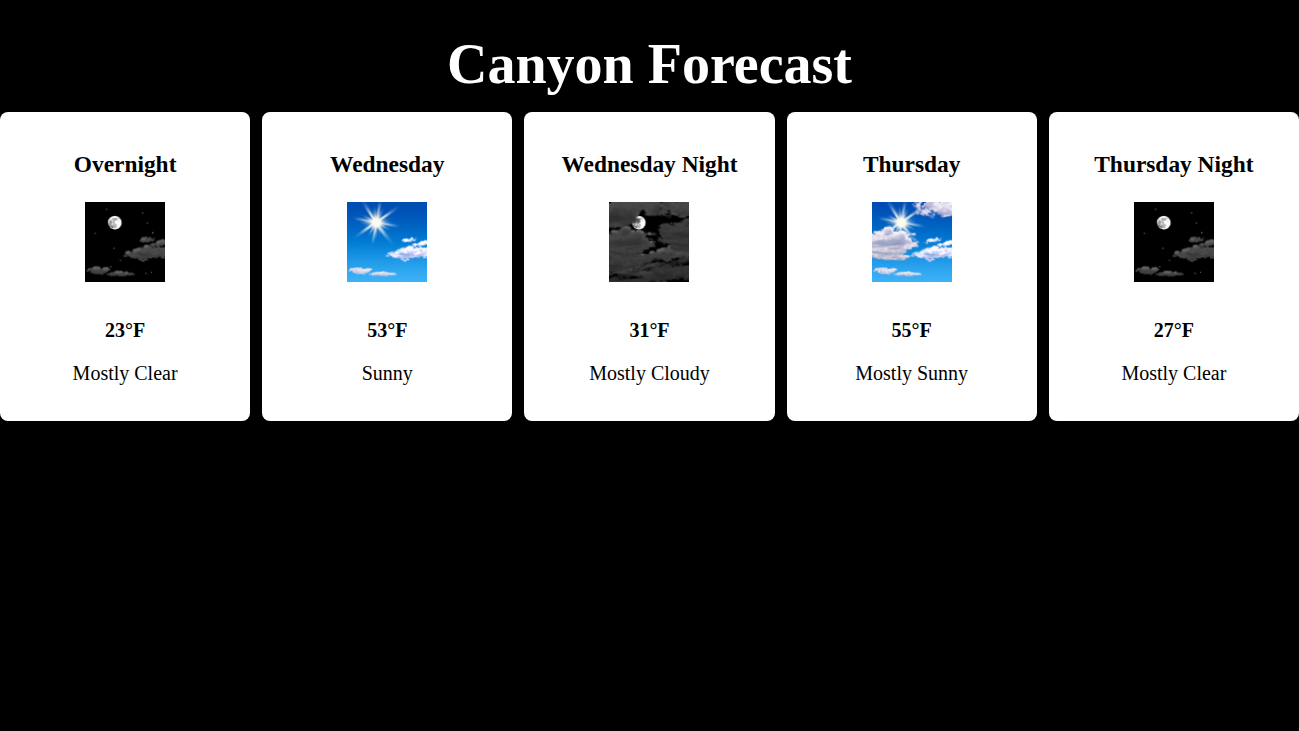 Canyon Forecast
Overnight
23°F
Mostly Clear
Wednesday
53°F
Sunny
Wednesday Night
31°F
Mostly Cloudy
Thursday
55°F
Mostly Sunny
Thursday Night
27°F
Mostly Clear